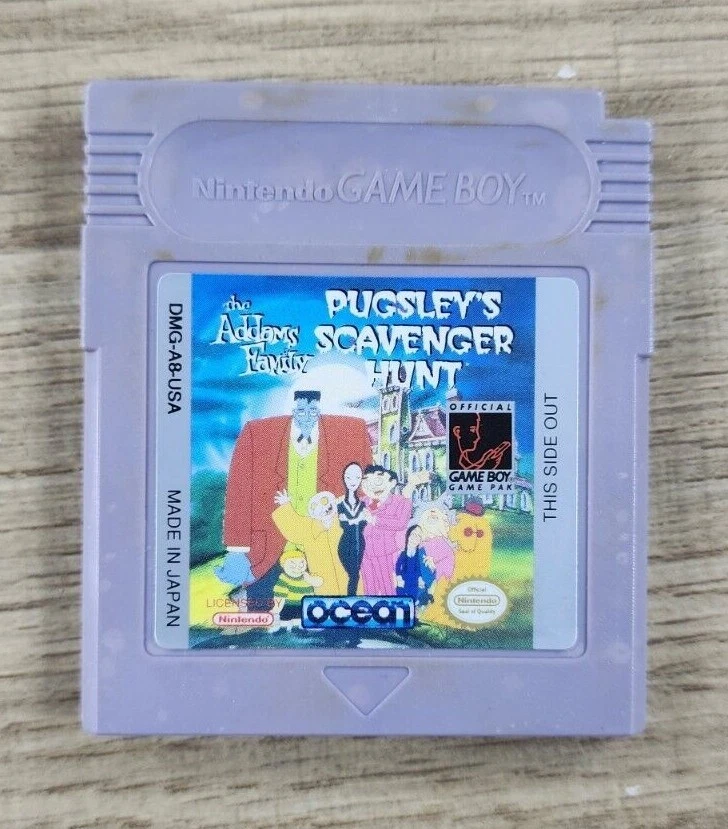 Nintendo GAME BOY TM
the Addams Family
PUGSLEY'S
SCAVENGER
HUNT
DMG-A8-USA
MADE IN JAPAN
OFFICIAL
GAME BOY
GAME PAK
THIS SIDE OUT
LICENSED BY
Nintendo
ocean
Official
Nintendo
Seal of Quality